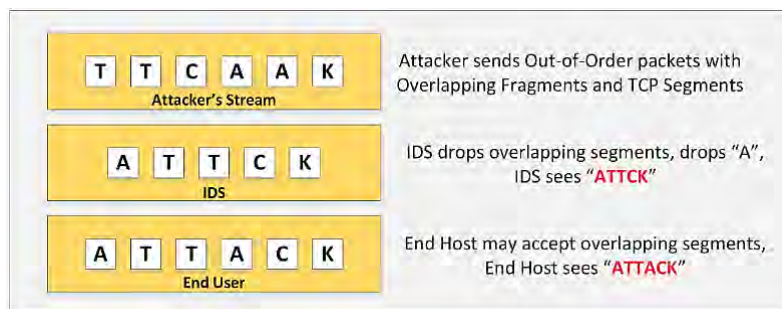 T T C A A K
Attacker's Stream
Attacker sends Out-of-Order packets with
Overlapping Fragments and TCP Segments
A T T C K
IDS
IDS drops overlapping segments, drops “A”,
IDS sees “ATTCK”
A T T A C K
End User
End Host may accept overlapping segments,
End Host sees “ATTACK”